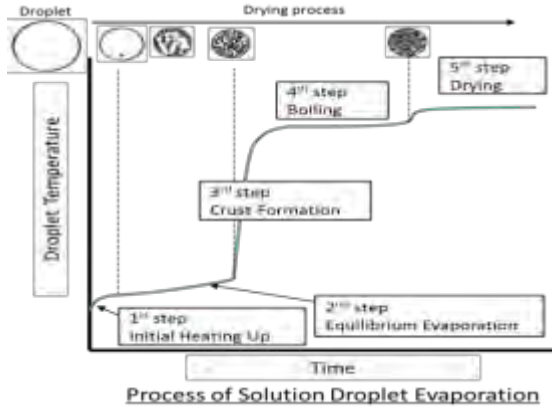 Droplet
Drying process
5th step
Drying
4th step
Boiling
3rd step
Crust Formation
Droplet Temperature
1st step
Initial Heating Up
2nd step
Equilibrium Evaporation
Time
Process of Solution Droplet Evaporation